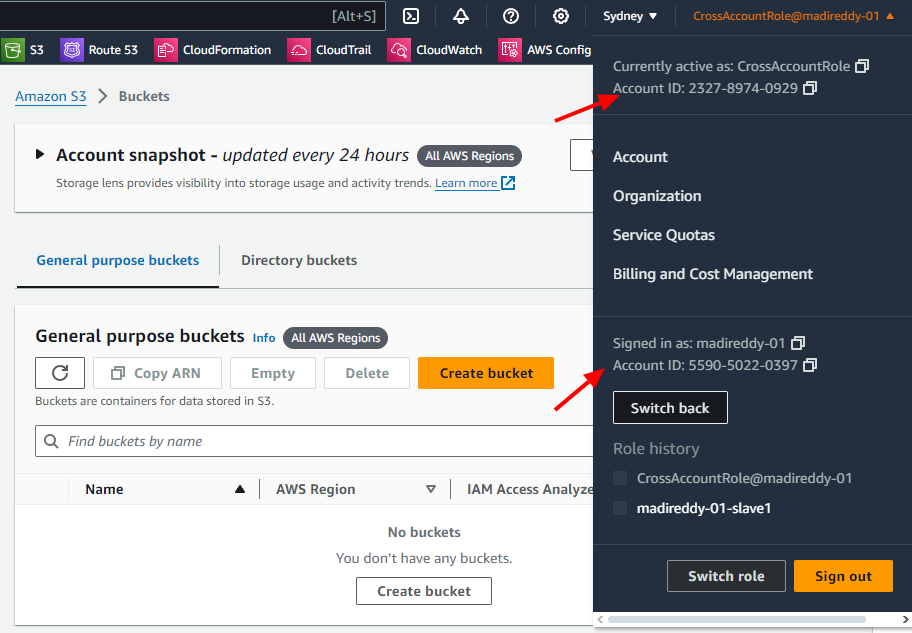 [Alt+S]
Sydney ▼
CrossAccountRole@madireddy-01 ▲
S3
Route 53
CloudFormation
CloudTrail
CloudWatch
AWS Config
Amazon S3 > Buckets
Account snapshot - updated every 24 hours
All AWS Regions
Storage lens provides visibility into storage usage and activity trends. Learn more
General purpose buckets
Directory buckets
General purpose buckets
Info
All AWS Regions
Copy ARN
Empty
Delete
Create bucket
Buckets are containers for data stored in S3.
Find buckets by name
Name
AWS Region
IAM Access Analyze
No buckets
You don't have any buckets.
Create bucket
Currently active as: CrossAccountRole
Account ID: 2327-8974-0929
Account
Organization
Service Quotas
Billing and Cost Management
Signed in as: madireddy-01
Account ID: 5590-5022-0397
Switch back
Role history
CrossAccountRole@madireddy-01
madireddy-01-slave1
Switch role
Sign out